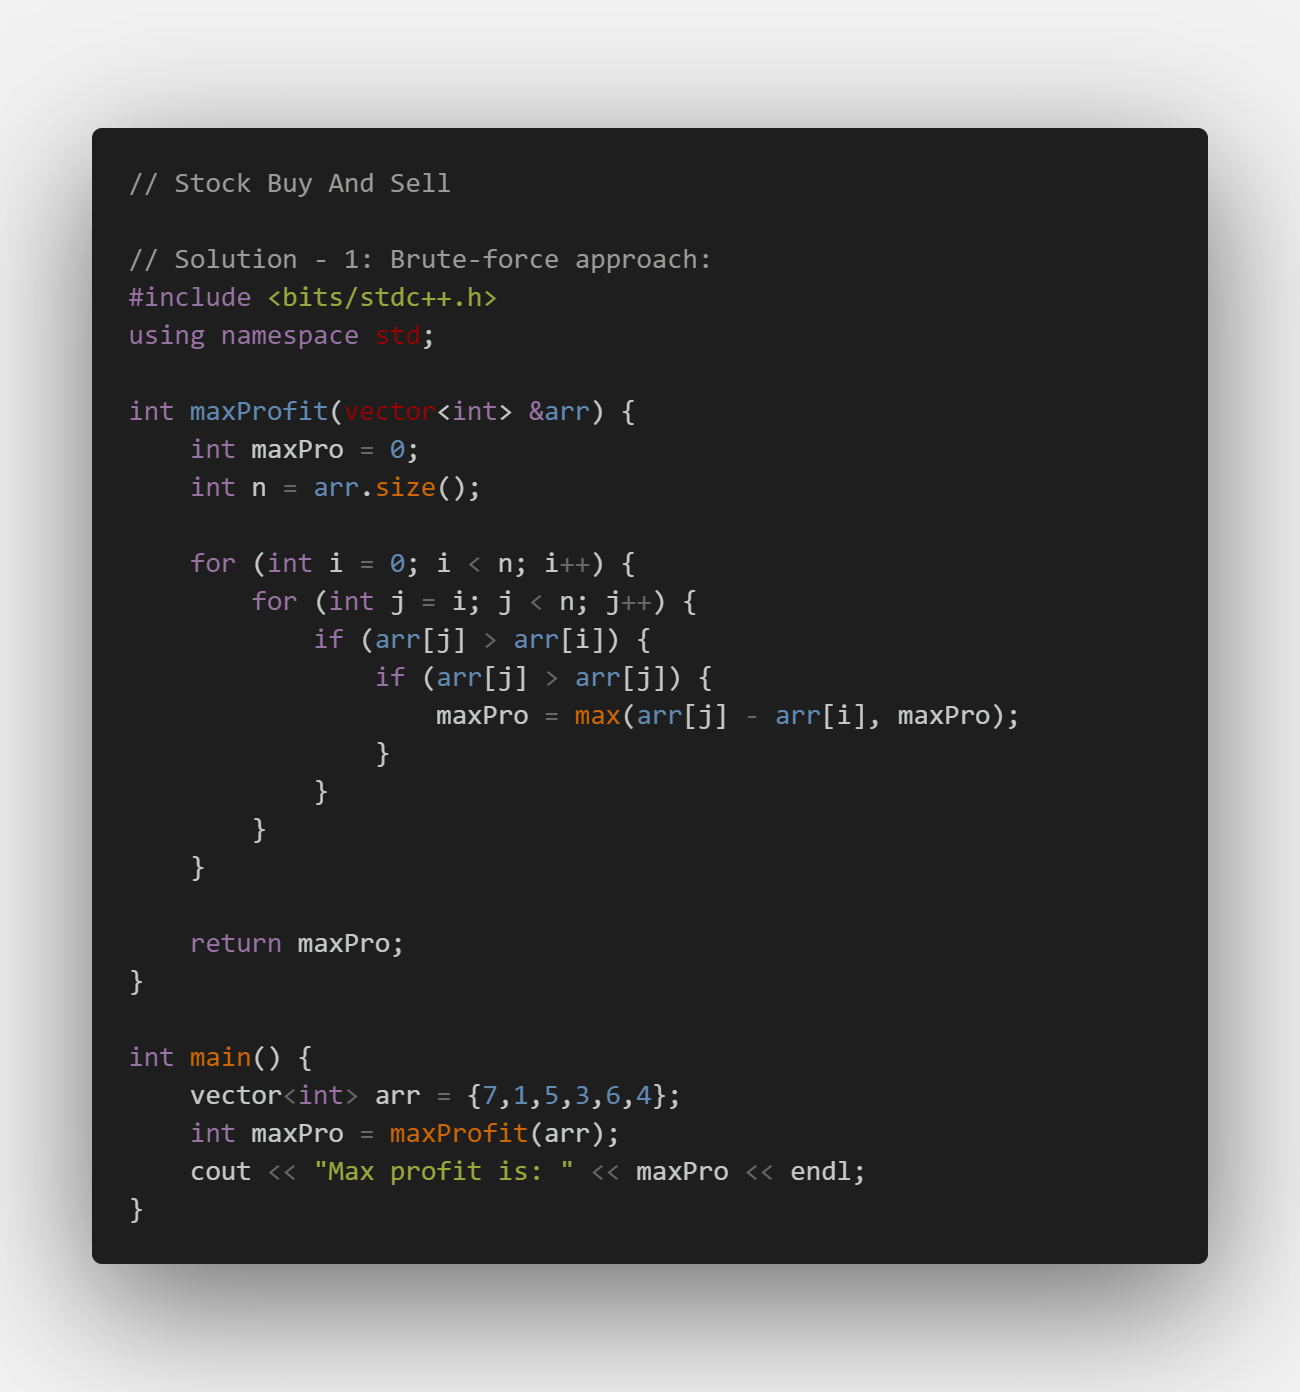 // Stock Buy And Sell

// Solution - 1: Brute-force approach:
#include <bits/stdc++.h>
using namespace std;

int maxProfit(vector<int> &arr) {
    int maxPro = 0;
    int n = arr.size();

    for (int i = 0; i < n; i++) {
        for (int j = i; j < n; j++) {
            if (arr[j] > arr[i]) {
                if (arr[j] > arr[j]) {
                    maxPro = max(arr[j] - arr[i], maxPro);
                }
            }
        }
    }

    return maxPro;
}

int main() {
    vector<int> arr = {7,1,5,3,6,4};
    int maxPro = maxProfit(arr);
    cout << "Max profit is: " << maxPro << endl;
}